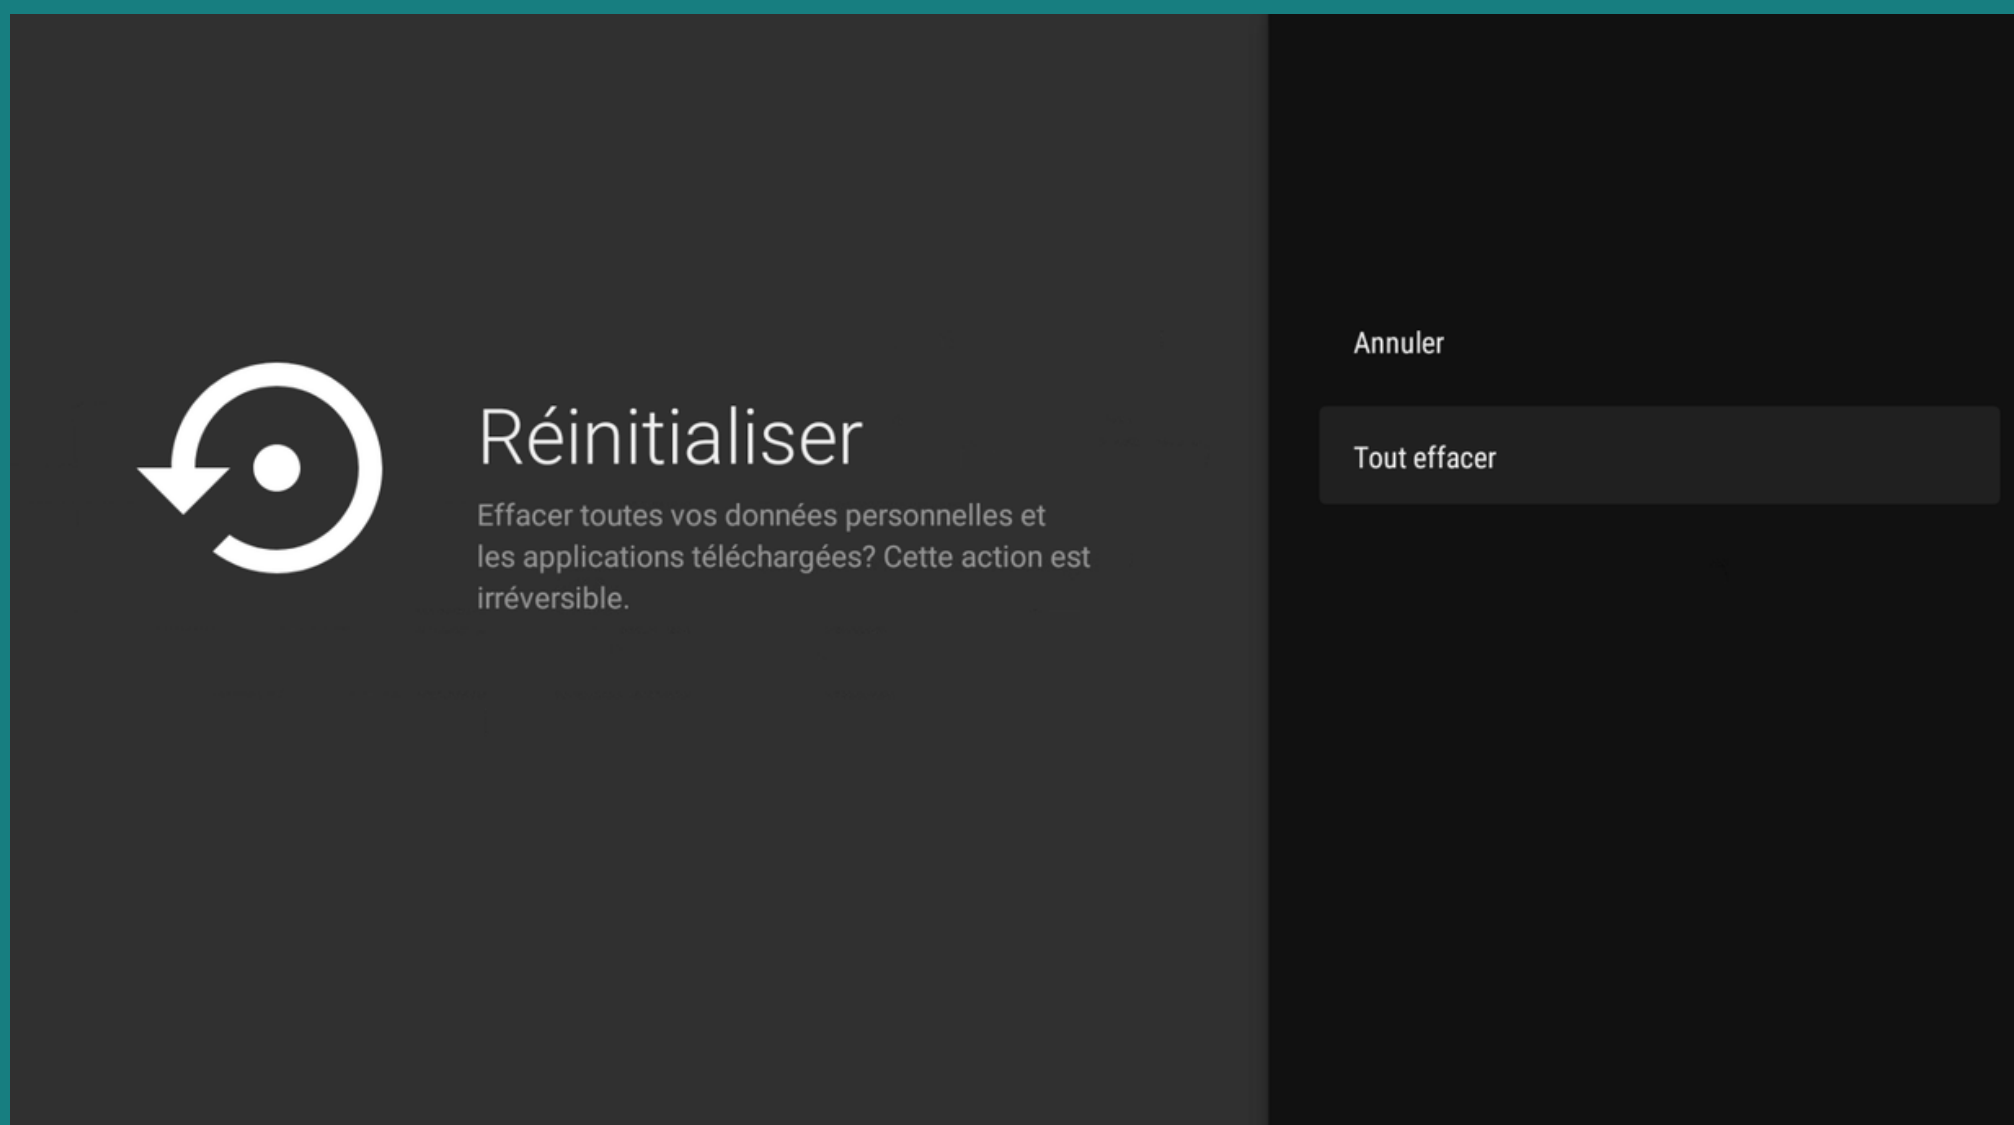 Réinitialiser
Effacer toutes vos données personnelles et
les applications téléchargées? Cette action est
irréversible.
Annuler
Tout effacer